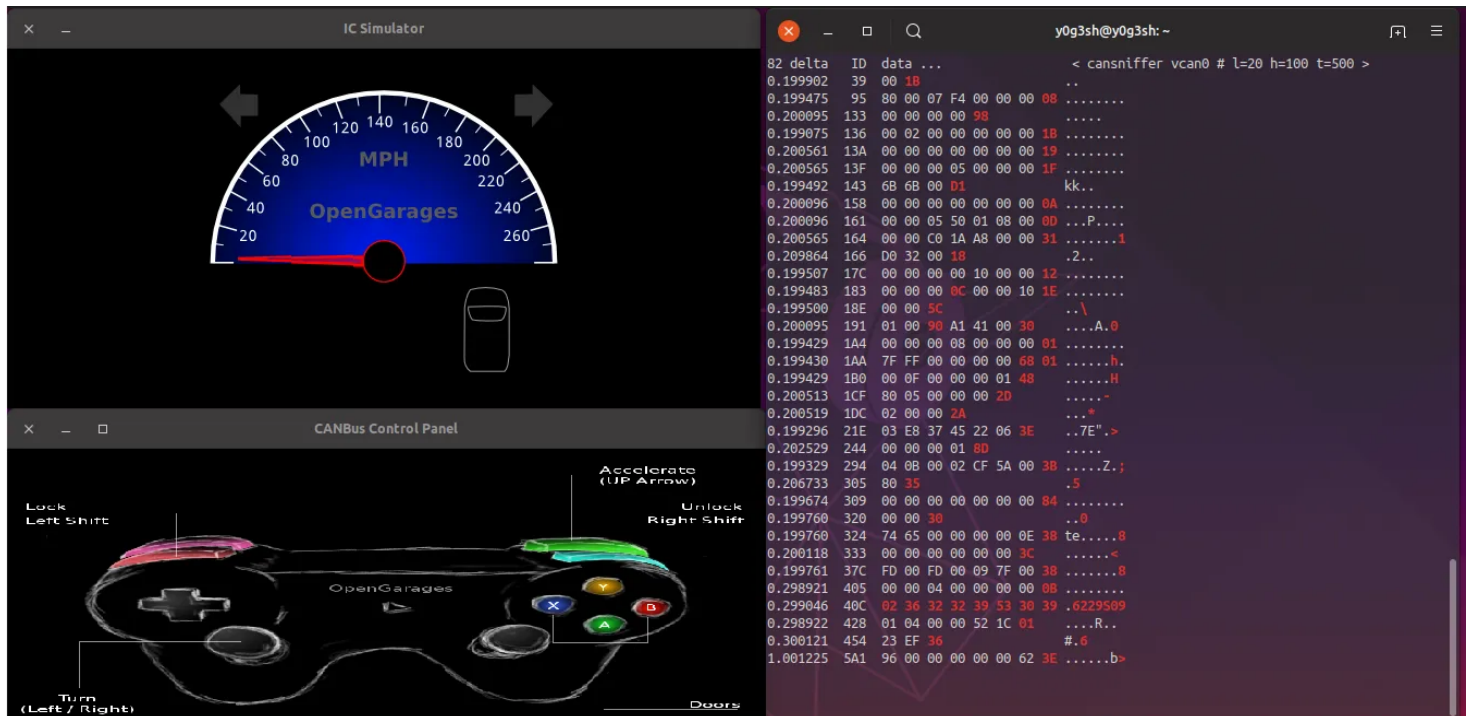 IC Simulator
120 140 160
100 180
80 MPH 200
60 220
40 OpenGarages 240
20 260
CANBus Control Panel
Accelerate
(UP Arrow)
Lock
Left Shift
Unlock
Right Shift
OpenGarages
Y
X B
A
Turn
(Left / Right)
Doors
y0g3sh@y0g3sh: ~
82 delta ID data ... < cansniffer vcan0 # l=20 h=100 t=500 >
0.199902 39 00 1B ..
0.199475 95 80 00 07 F4 00 00 00 08 ........
0.200095 133 00 00 00 00 98 .....
0.199075 136 00 02 00 00 00 00 00 1B ........
0.200561 13A 00 00 00 00 00 00 00 19 ........
0.200565 13F 00 00 00 05 00 00 00 1F ........
0.199492 143 6B 6B 00 D1 kk..
0.200096 158 00 00 00 00 00 00 00 0A ........
0.200096 161 00 00 05 50 01 08 00 0D ...P....
0.200565 164 00 00 C0 1A A8 00 00 31 .......1
0.209864 166 D0 32 00 18 .2..
0.199507 17C 00 00 00 00 10 00 00 12 ........
0.199483 183 00 00 00 0C 00 00 10 1E ........
0.199500 18E 00 00 5C ..\
0.200095 191 01 00 90 A1 41 00 30 ....A.0
0.199429 1A4 00 00 00 08 00 00 00 01 ........
0.199430 1AA 7F FF 00 00 00 00 68 01 ......h.
0.199429 1B0 00 0F 00 00 00 01 48 ......H
0.200513 1CF 80 05 00 00 00 2D .....-
0.200519 1DC 02 00 00 2A ...*
0.199296 21E 03 E8 37 45 22 06 3E ..7E".>
0.202529 244 00 00 00 01 8D .....
0.199329 294 04 0B 00 02 CF 5A 00 3B .....Z.;
0.206733 305 80 35 .5
0.199674 309 00 00 00 00 00 00 00 84 ........
0.199760 320 00 00 30 ..0
0.199760 324 74 65 00 00 00 00 0E 38 te.....8
0.200118 333 00 00 00 00 00 00 3C ......<
0.199761 37C FD 00 FD 00 09 7F 00 38 .......8
0.298921 405 00 00 04 00 00 00 00 0B ........
0.299046 40C 02 36 32 32 39 53 30 39 .6229S09
0.298922 428 01 04 00 00 52 1C 01 ....R..
0.300121 454 23 EF 36 #.6
1.001225 5A1 96 00 00 00 00 00 62 3E ......b>